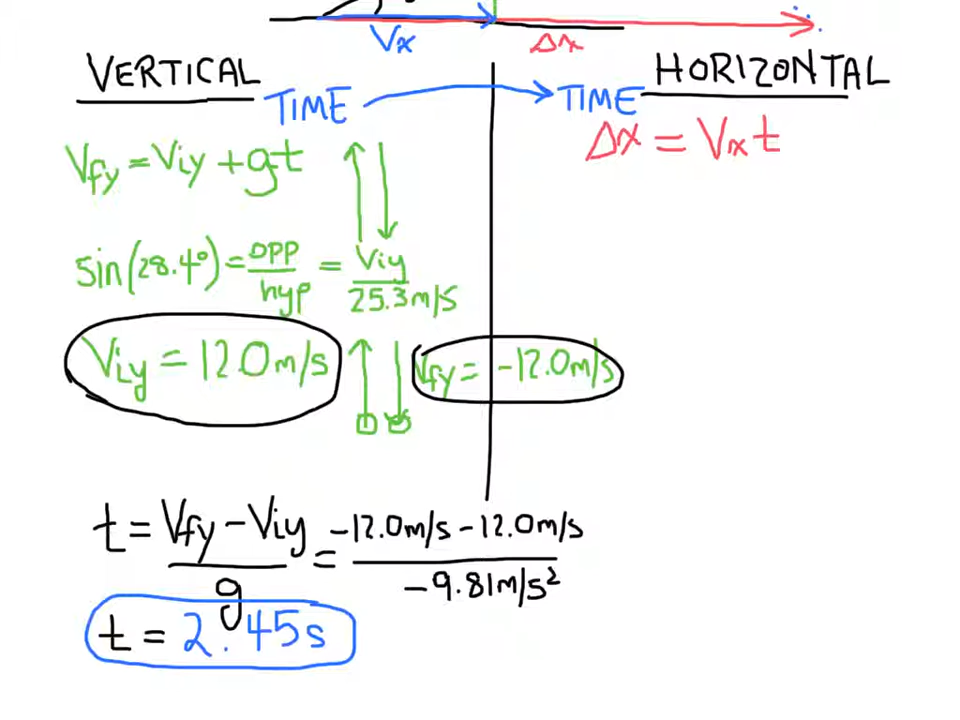 Vx Δx
VERTICAL HORIZONTAL
TIME TIME
Δx = Vxt
Vfy = Viy + gt
sin(28.4°) = opp/hyp = Viy/25.3m/s
Viy = 12.0m/s Vfy = -12.0m/s
t = Vfy - Viy/g = -12.0m/s - 12.0m/s/-9.81m/s²
t = 2.45s